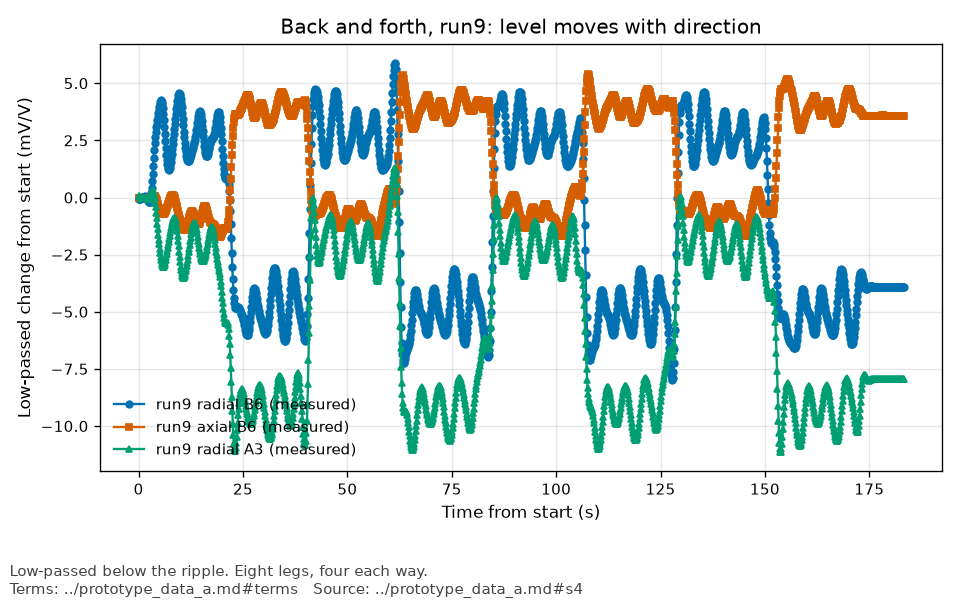 Back and forth, run9: level moves with direction
Low-passed change from start (mV/V)
5.0
2.5
0.0
−2.5
−5.0
−7.5
−10.0
run9 radial B6 (measured)
run9 axial B6 (measured)
run9 radial A3 (measured)
0 25 50 75 100 125 150 175
Time from start (s)
Low-passed below the ripple. Eight legs, four each way.
Terms: ../prototype_data_a.md#terms Source: ../prototype_data_a.md#s4